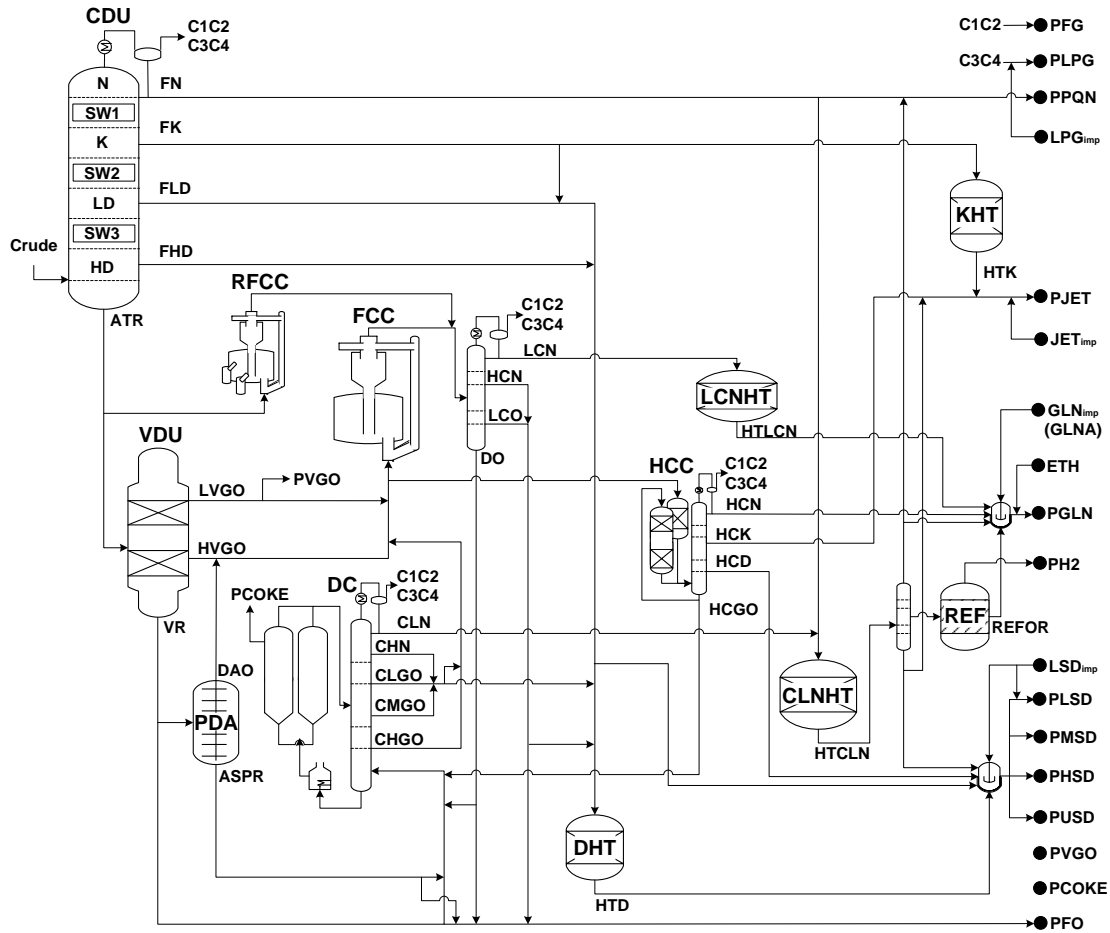 CDU
C1C2
C3C4
C1C2
PFG
C3C4
PLPG
N
FN
PPQN
SW1
FK
LPGimp
K
SW2
FLD
KHT
LD
SW3
Crude
FHD
HD
HTK
RFCC
FCC
C1C2
C3C4
PJET
ATR
JETimp
LCN
HCN
LCNHT
LCO
GLNimp
(GLNA)
HTLCN
VDU
DO
HCC
C1C2
C3C4
ETH
LVGO
PVGO
HCN
PGLN
HCK
HVGO
HCD
PH2
DC
C1C2
C3C4
PCOKE
HCGO
REF
REFOR
VR
CLN
CHN
DAO
CLGO
LSDimp
CLNHT
PLSD
CMGO
PDA
CHGO
PMSD
HTCLN
ASPR
PHSD
PUSD
DHT
PVGO
PCOKE
HTD
PFO